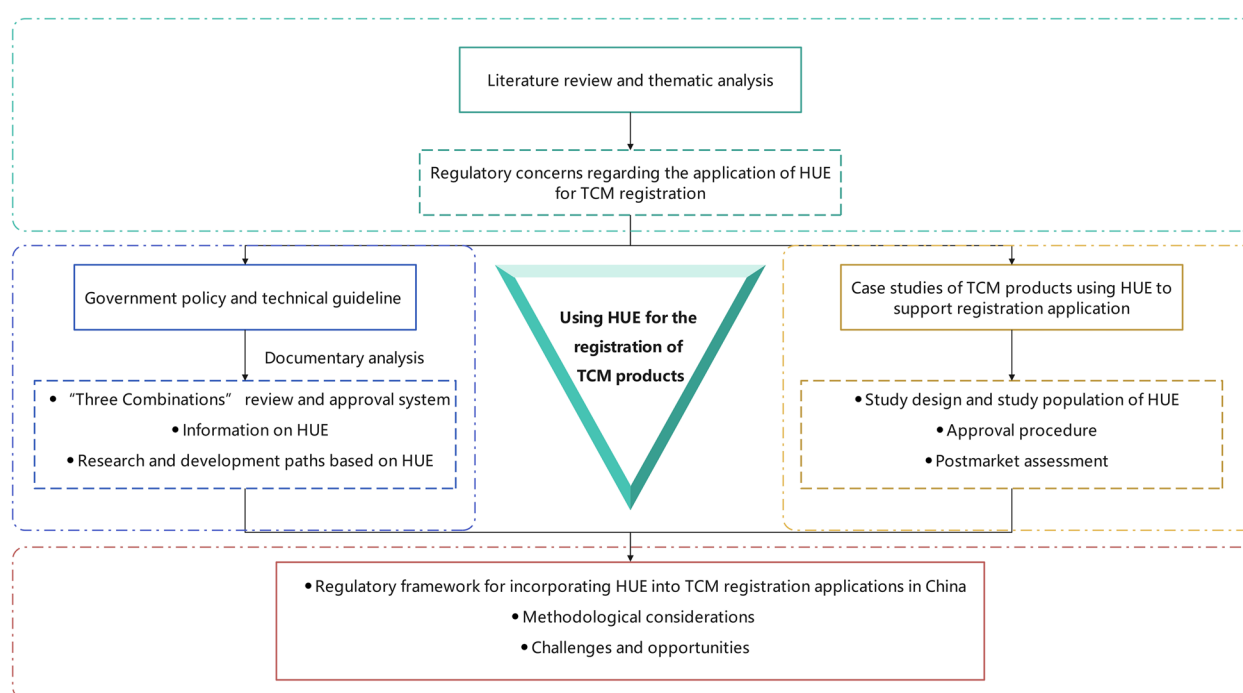 Literature review and thematic analysis
Regulatory concerns regarding the application of HUE
for TCM registration
Government policy and technical guideline
Documentary analysis
• “Three Combinations” review and approval system
• Information on HUE
• Research and development paths based on HUE
Using HUE for the
registration of
TCM products
Case studies of TCM products using HUE to
support registration application
• Study design and study population of HUE
• Approval procedure
• Postmarket assessment
• Regulatory framework for incorporating HUE into TCM registration applications in China
• Methodological considerations
• Challenges and opportunities